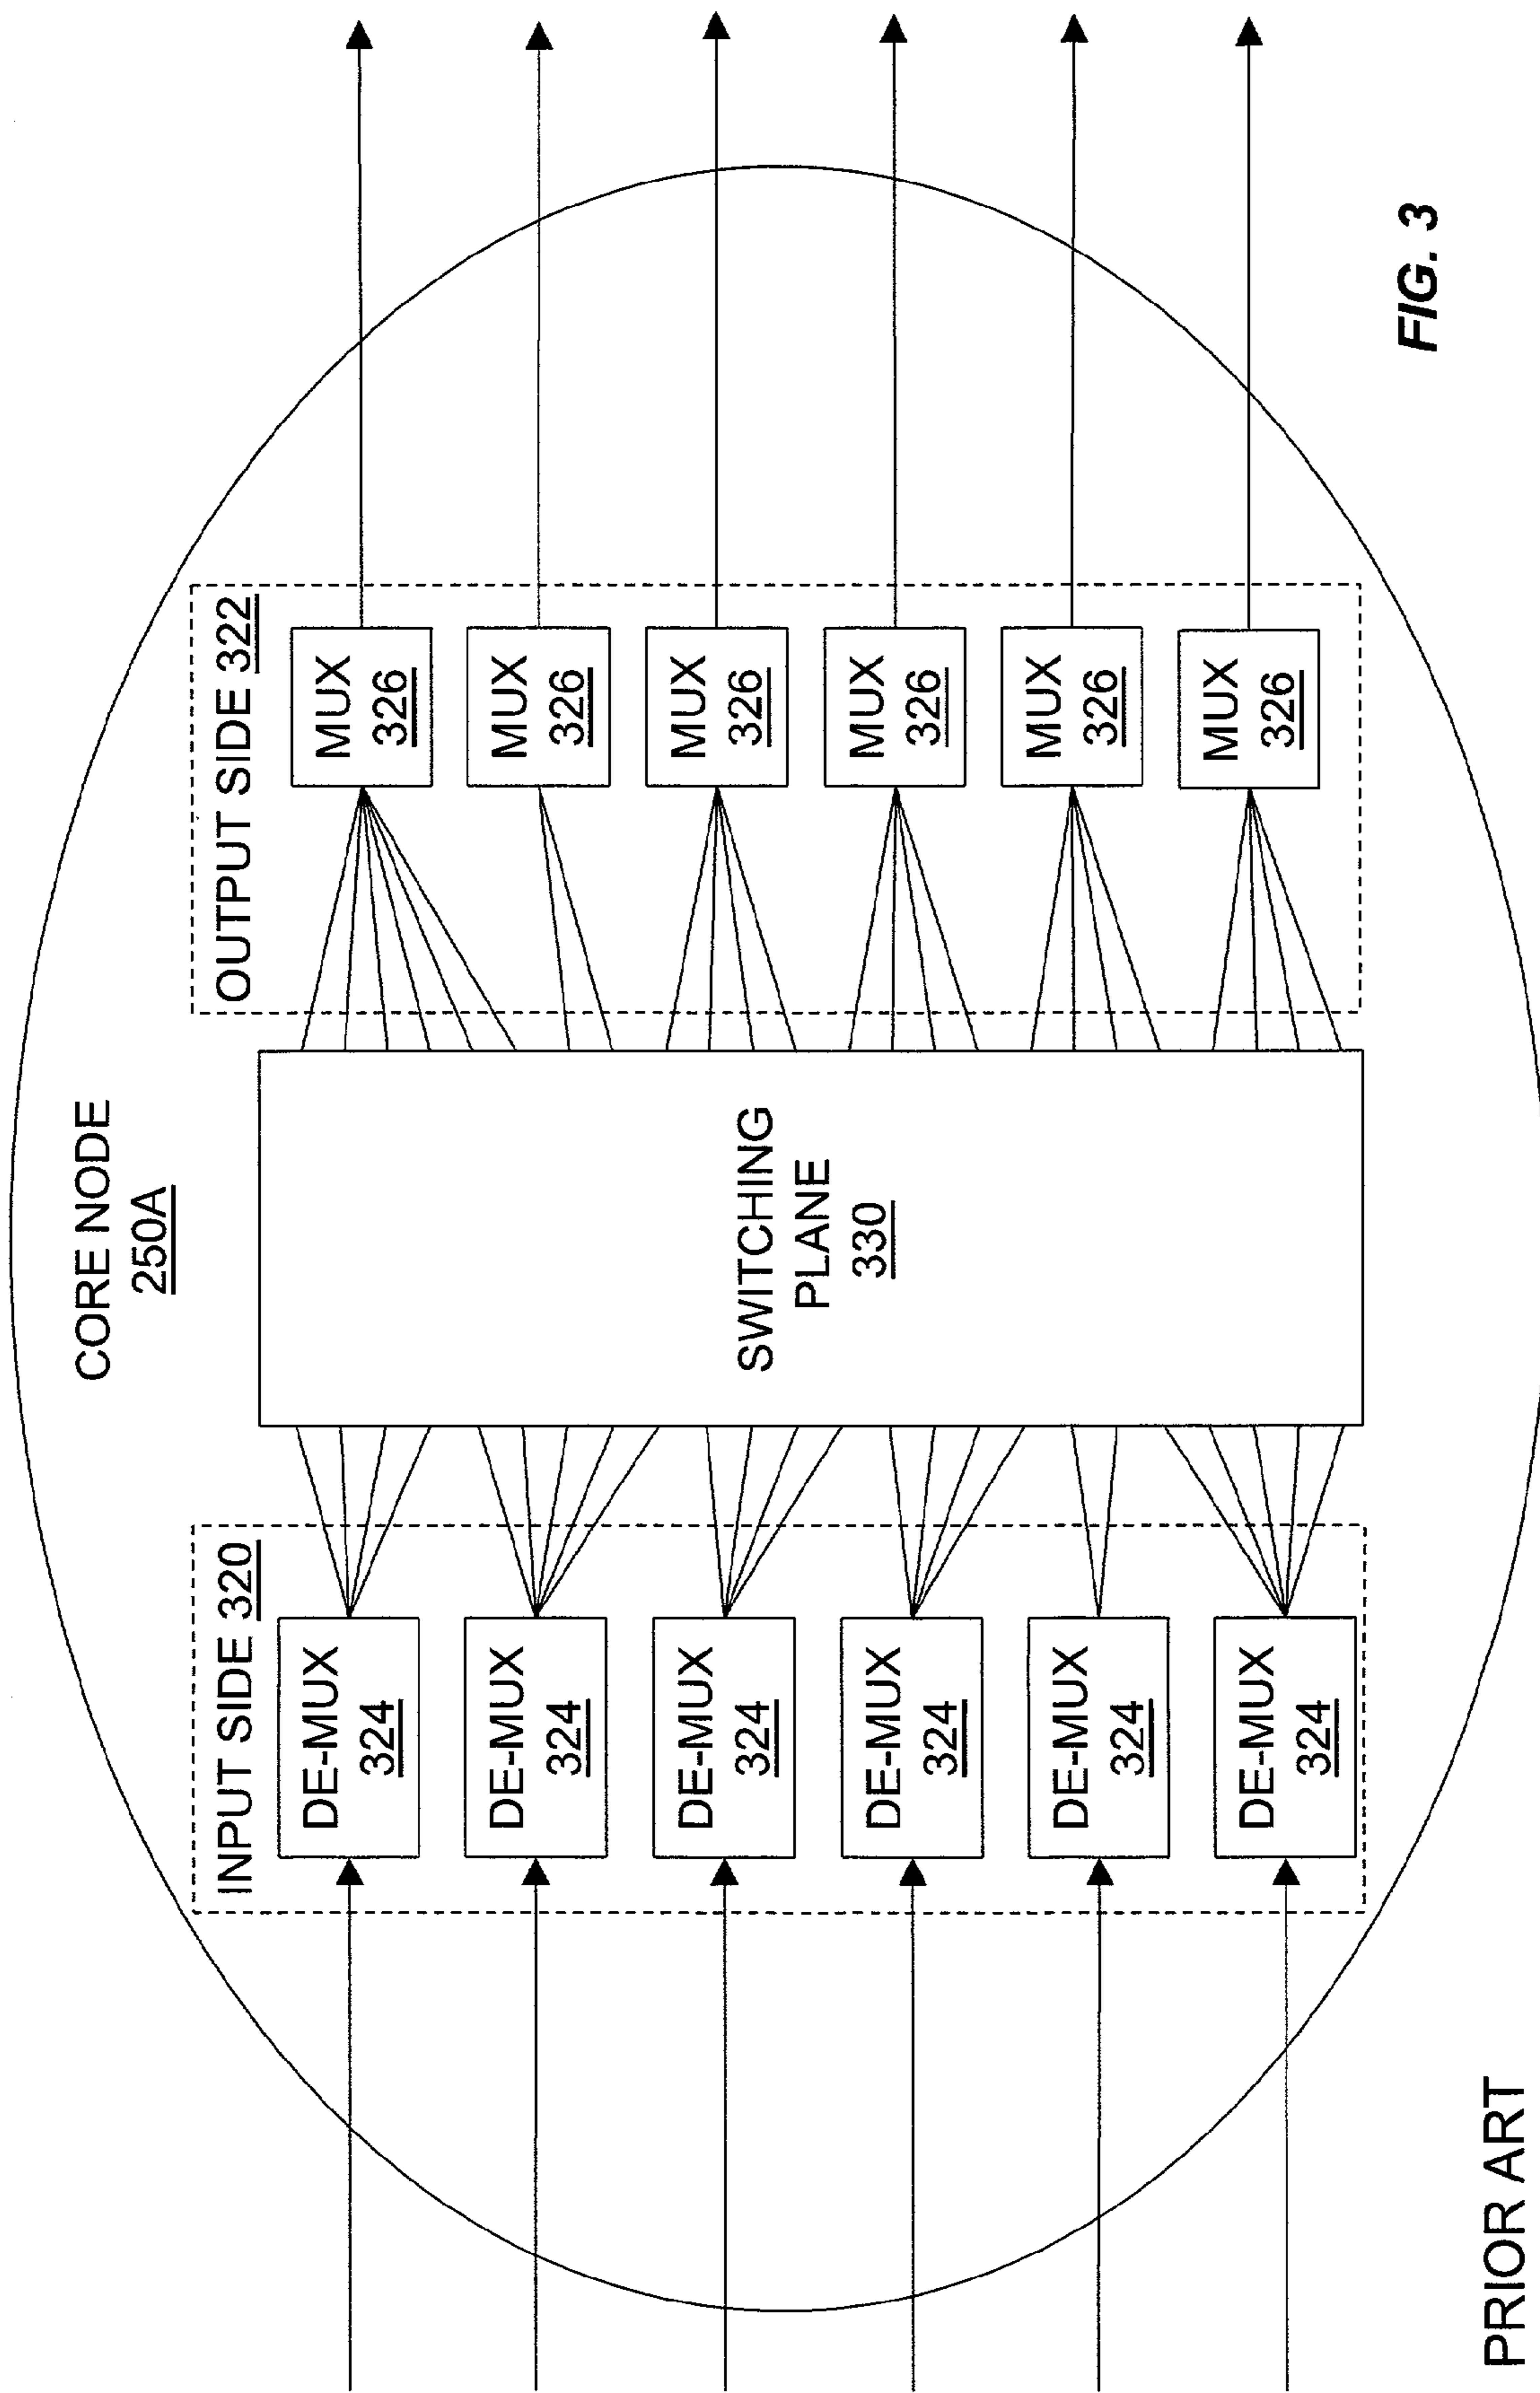 CORE NODE
250A
INPUT SIDE 320
DE-MUX
324
DE-MUX
324
DE-MUX
324
DE-MUX
324
DE-MUX
324
DE-MUX
324
SWITCHING
PLANE
330
OUTPUT SIDE 322
MUX
326
MUX
326
MUX
326
MUX
326
MUX
326
MUX
326
PRIOR ART
FIG. 3